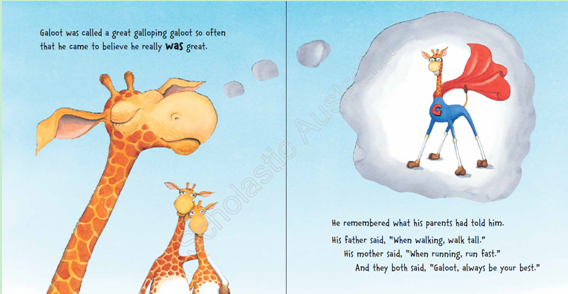 Galoot was called a great galloping galoot so often
that he came to believe he really was great.
G
He remembered what his parents had told him.
His father said, "When walking, walk tall."
His mother said, "When running, run fast."
And they both said, "Galoot, always be your best."
Scholastic Aust